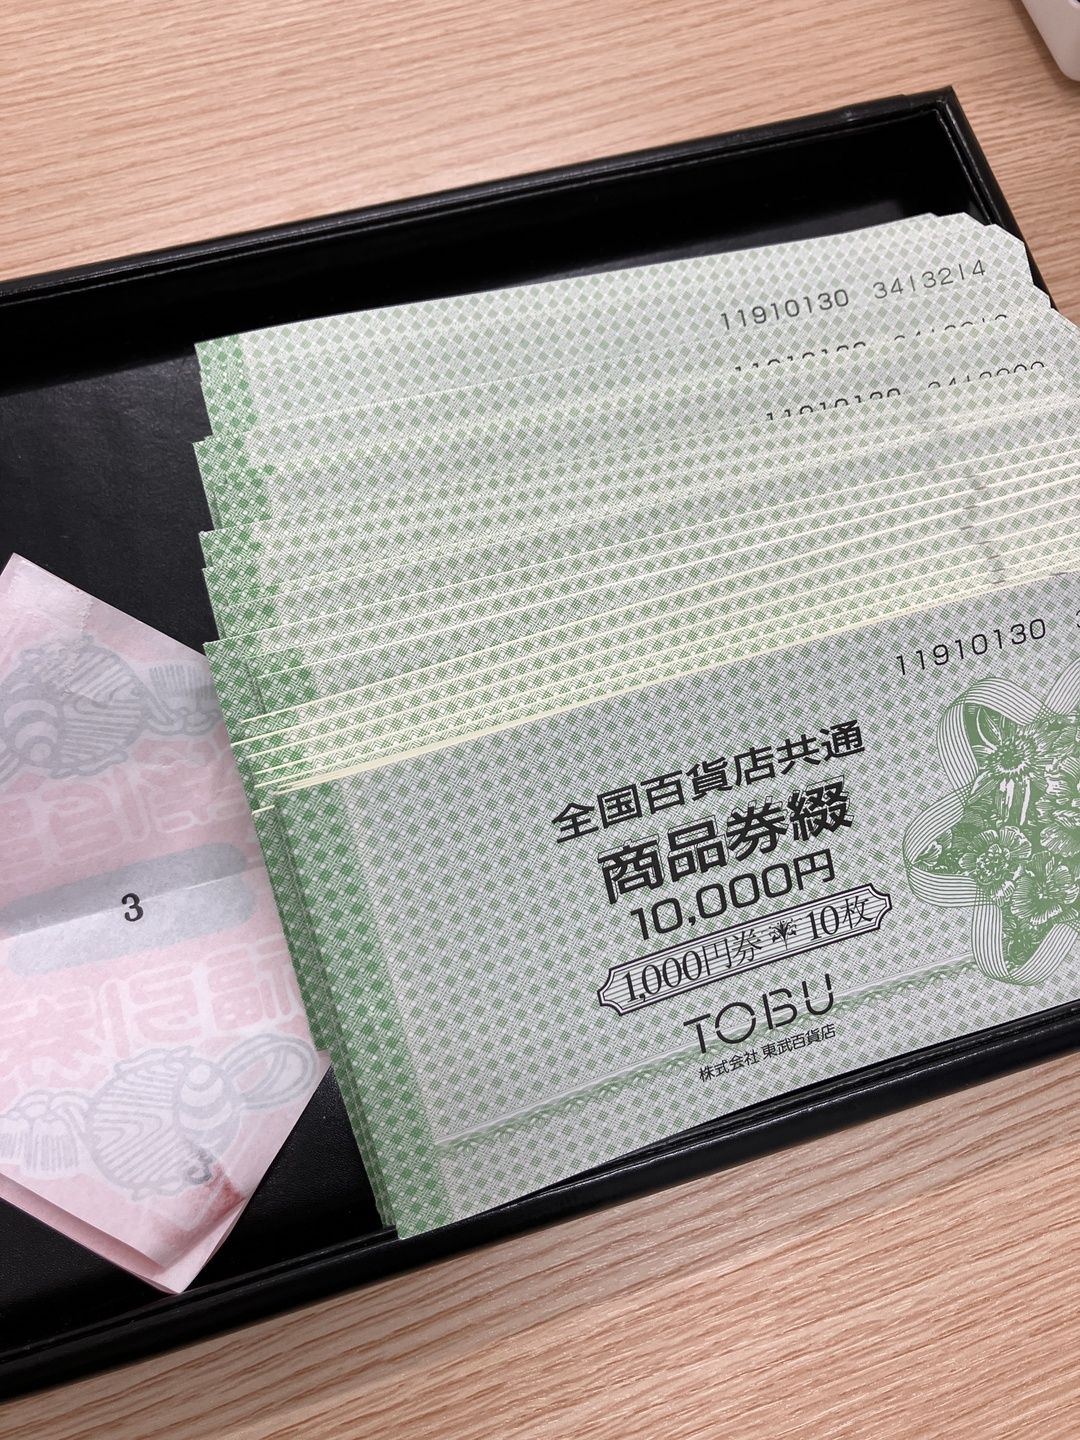 11910130 3413214
11910130
全国百貨店共通
商品券綴
10,000円
1,000円券 10枚
TOBU
株式会社 東武百貨店
3